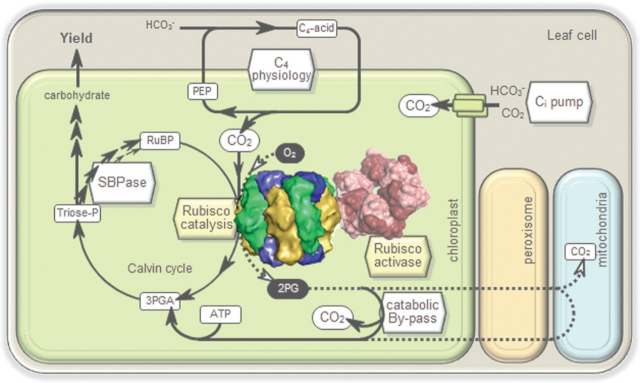 HCO₃⁻
C₄-acid
Leaf cell
Yield
C₄
physiology
PEP
carbohydrate
HCO₃⁻
CO₂
CO₂
Cᵢ pump
RuBP
CO₂
O₂
SBPase
Triose-P
Rubisco
catalysis
Rubisco
activase
chloroplast
peroxisome
mitochondria
CO₂
Calvin cycle
3PGA
2PG
ATP
CO₂
catabolic
By-pass